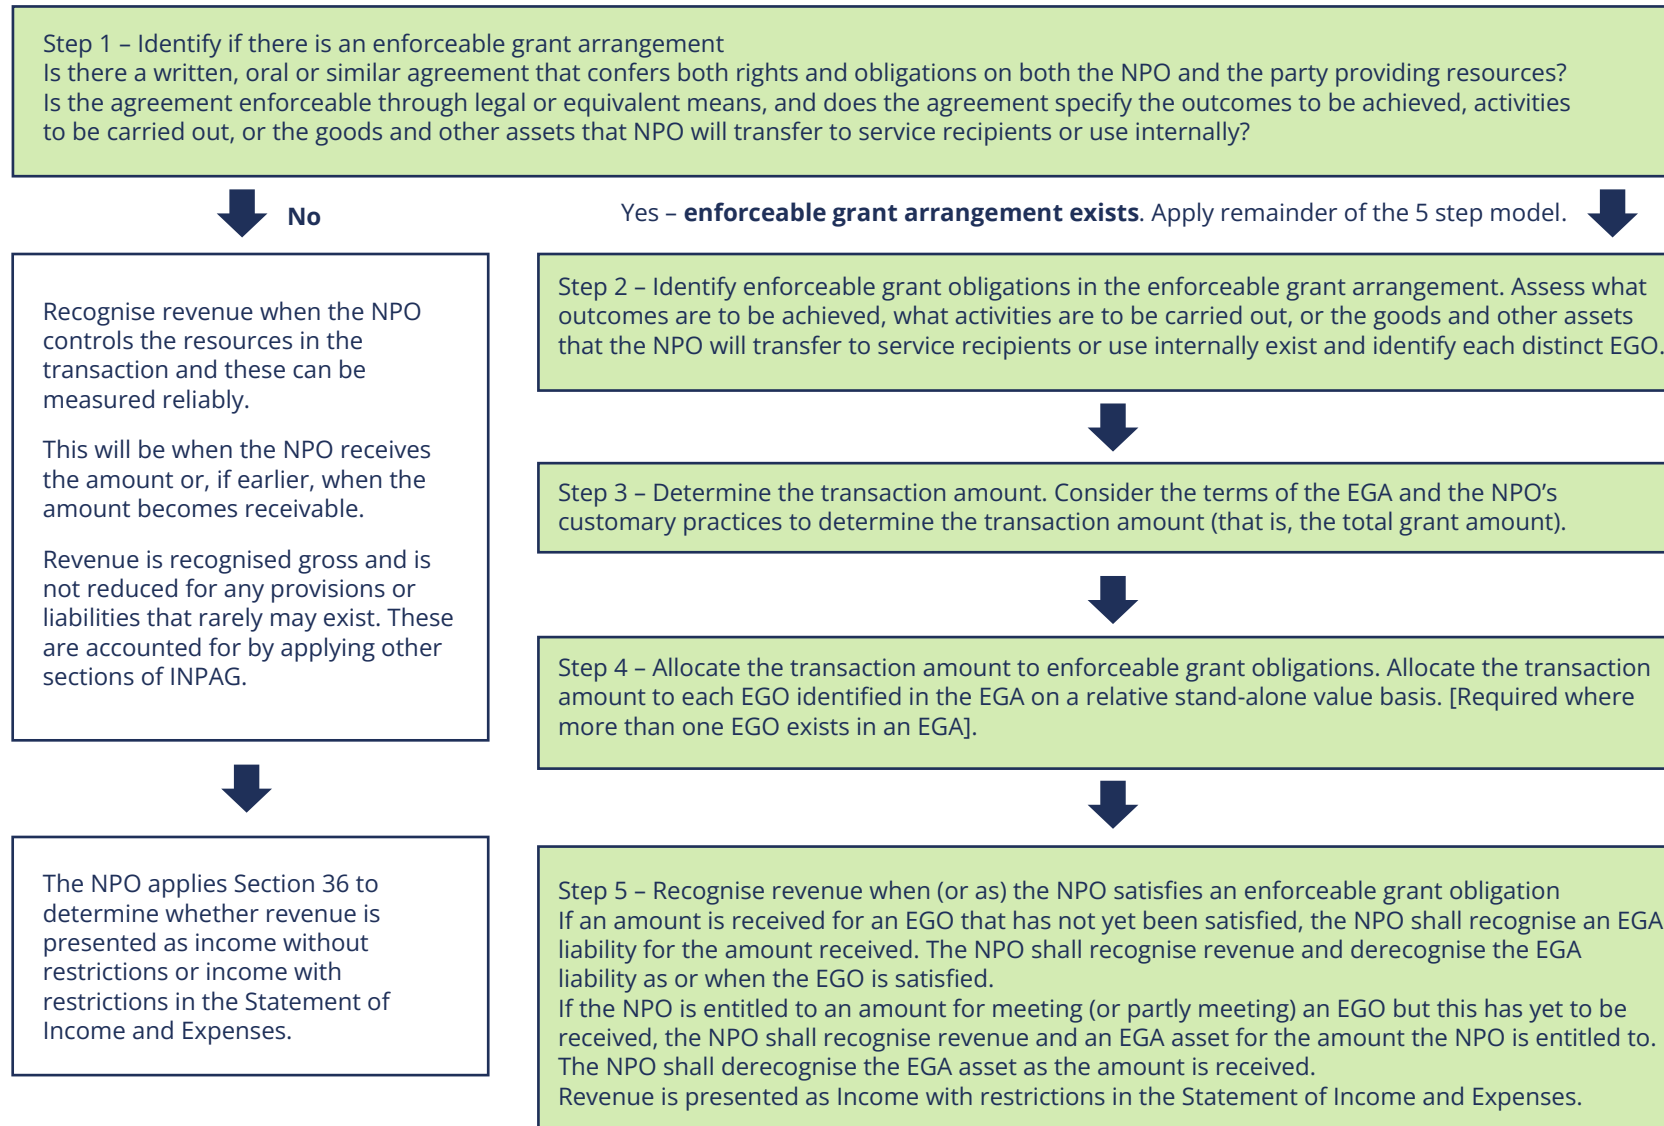 Step 1 – Identify if there is an enforceable grant arrangement
Is there a written, oral or similar agreement that confers both rights and obligations on both the NPO and the party providing resources?
Is the agreement enforceable through legal or equivalent means, and does the agreement specify the outcomes to be achieved, activities
to be carried out, or the goods and other assets that NPO will transfer to service recipients or use internally?
No
Yes – enforceable grant arrangement exists. Apply remainder of the 5 step model.
Recognise revenue when the NPO
controls the resources in the
transaction and these can be
measured reliably.
This will be when the NPO receives
the amount or, if earlier, when the
amount becomes receivable.
Revenue is recognised gross and is
not reduced for any provisions or
liabilities that rarely may exist. These
are accounted for by applying other
sections of INPAG.
The NPO applies Section 36 to
determine whether revenue is
presented as income without
restrictions or income with
restrictions in the Statement of
Income and Expenses.
Step 2 – Identify enforceable grant obligations in the enforceable grant arrangement. Assess what
outcomes are to be achieved, what activities are to be carried out, or the goods and other assets
that the NPO will transfer to service recipients or use internally exist and identify each distinct EGO.
Step 3 – Determine the transaction amount. Consider the terms of the EGA and the NPO’s
customary practices to determine the transaction amount (that is, the total grant amount).
Step 4 – Allocate the transaction amount to enforceable grant obligations. Allocate the transaction
amount to each EGO identified in the EGA on a relative stand-alone value basis. [Required where
more than one EGO exists in an EGA].
Step 5 – Recognise revenue when (or as) the NPO satisfies an enforceable grant obligation
If an amount is received for an EGO that has not yet been satisfied, the NPO shall recognise an EGA
liability for the amount received. The NPO shall recognise revenue and derecognise the EGA
liability as or when the EGO is satisfied.
If the NPO is entitled to an amount for meeting (or partly meeting) an EGO but this has yet to be
received, the NPO shall recognise revenue and an EGA asset for the amount the NPO is entitled to.
The NPO shall derecognise the EGA asset as the amount is received.
Revenue is presented as Income with restrictions in the Statement of Income and Expenses.